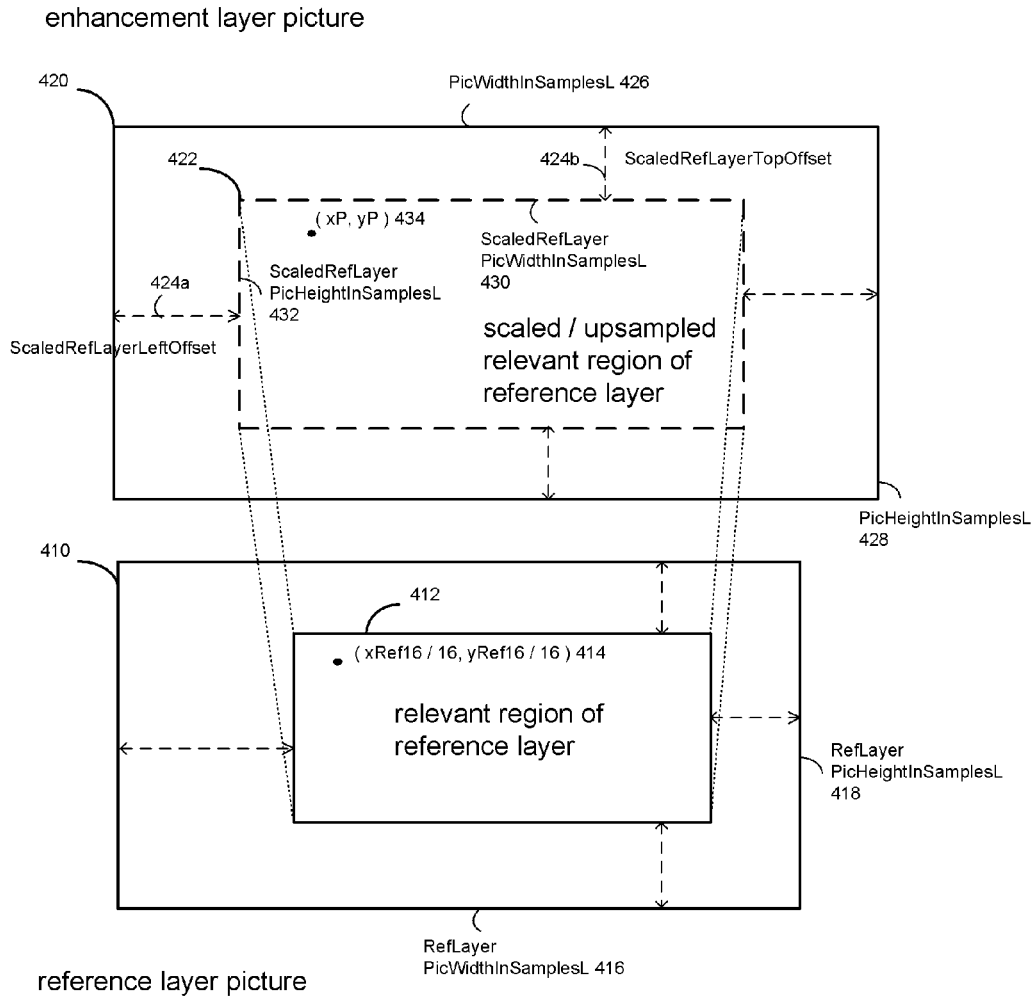 enhancement layer picture
420
PicWidthInSamplesL 426
422
424b
ScaledRefLayerTopOffset
( xP, yP ) 434
ScaledRefLayer
PicWidthInSamplesL
430
ScaledRefLayer
PicHeightInSamplesL
432
424a
ScaledRefLayerLeftOffset
scaled / upsampled
relevant region of
reference layer
PicHeightInSamplesL
428
410
412
( xRef16 / 16, yRef16 / 16 ) 414
relevant region of
reference layer
RefLayer
PicHeightInSamplesL
418
RefLayer
PicWidthInSamplesL 416
reference layer picture